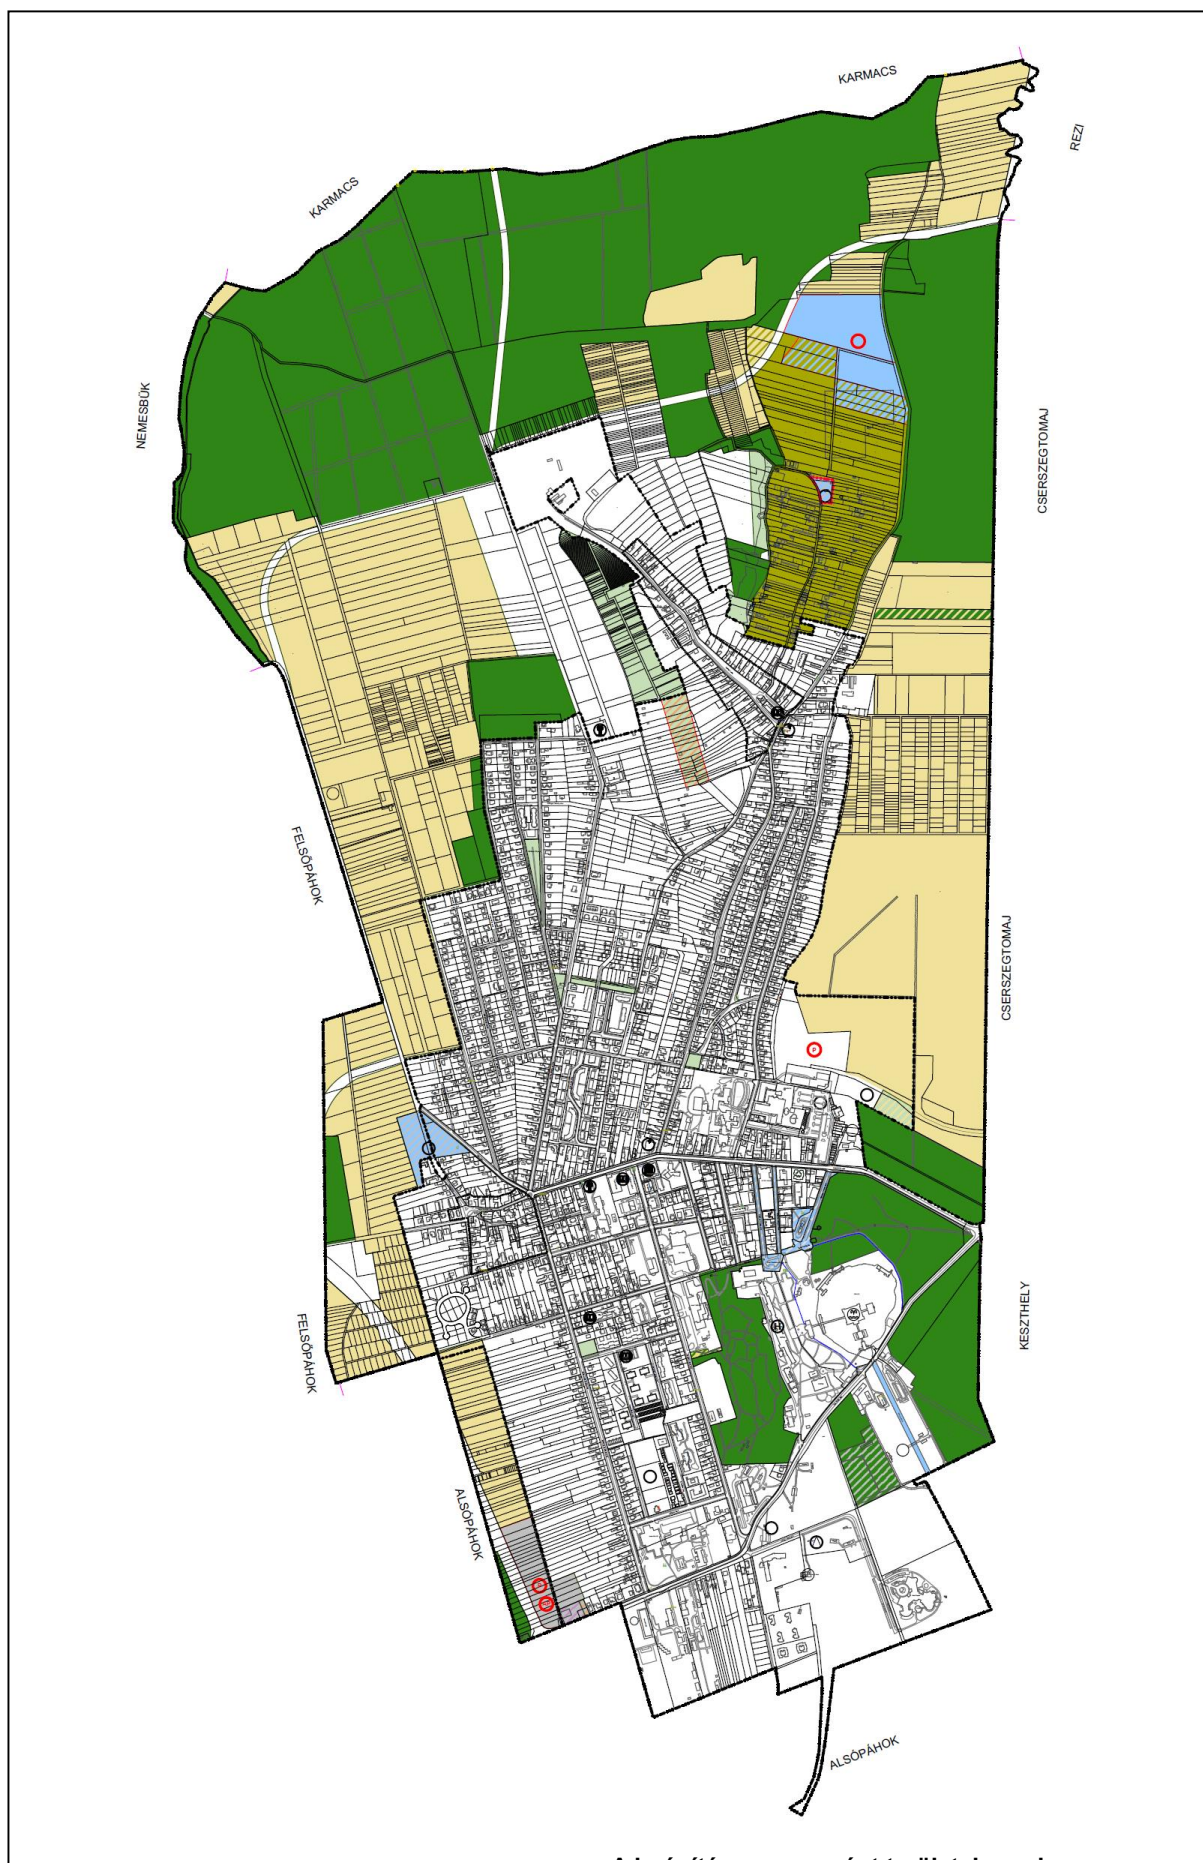 KARMACS
REZI
KARMACS
NEMESBÜK
CSERSZEGTOMAJ
FELSŐPÁHOK
CSERSZEGTOMAJ
P
KESZTHELY
FELSŐPÁHOK
ALSÓPÁHOK
ALSÓPÁHOK